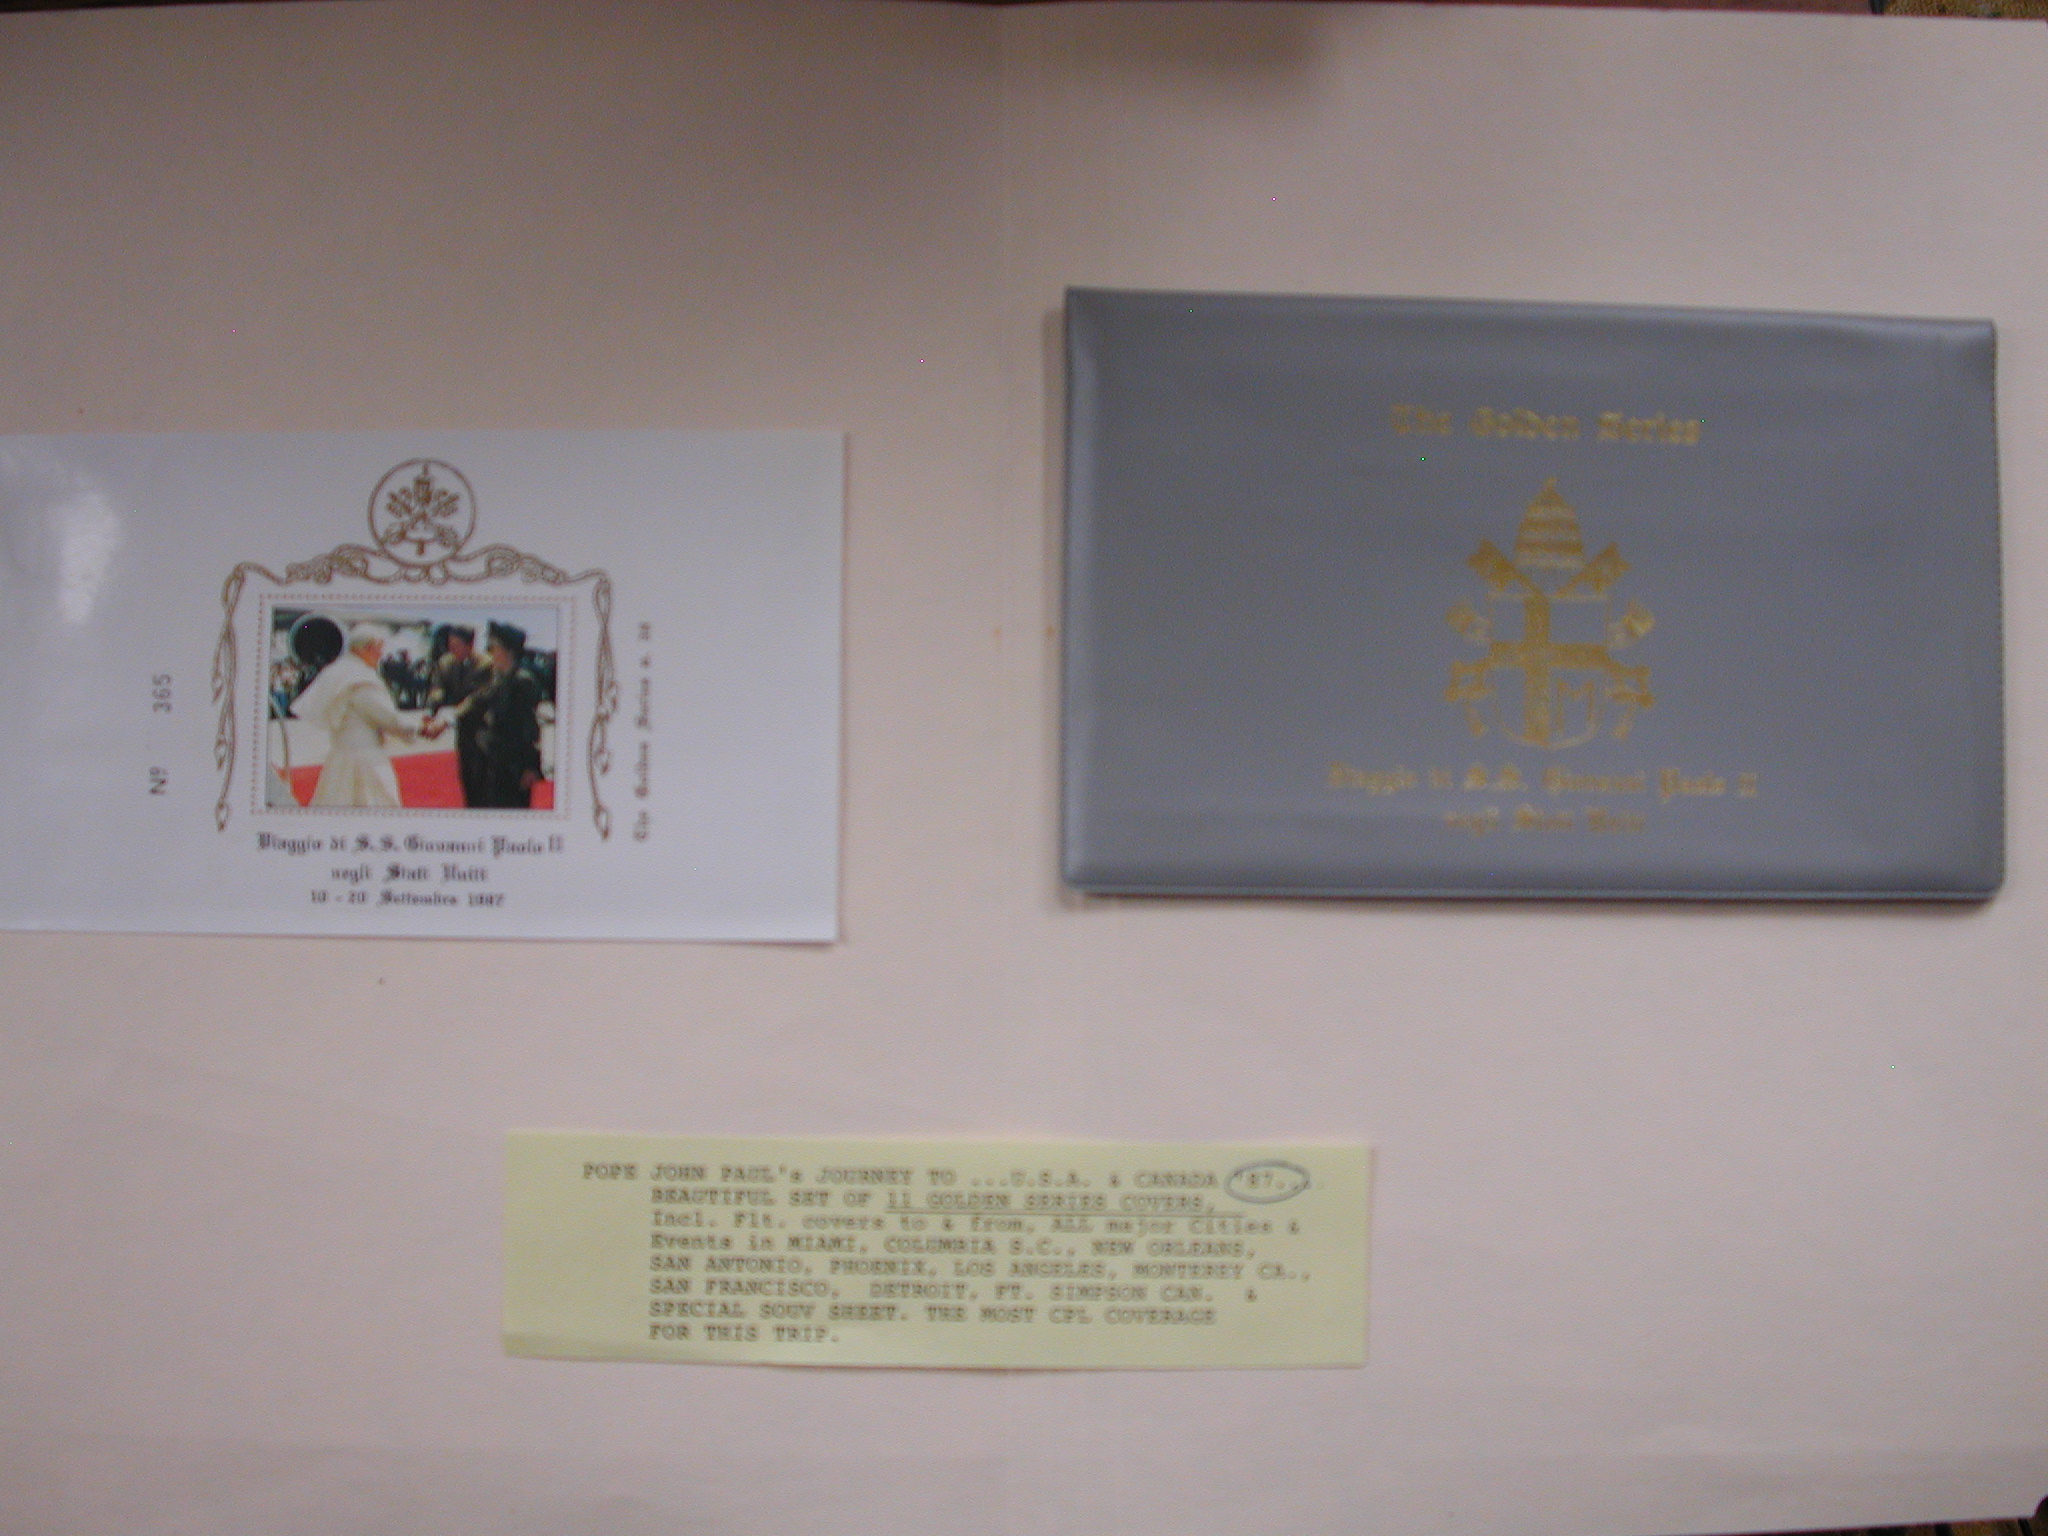 Nº 365
Viaggio di S.S. Giovanni Paolo II
negli Stati Uniti
10 - 20 Settembre 1987
The Golden Series n.
The Golden Series
M
Viaggio di S.S. Giovanni Paolo II
negli Stati Uniti
POPE JOHN PAUL's JOURNEY TO ...U.S.A. & CANADA '87...
BEAUTIFUL SET OF 11 GOLDEN SERIES COVERS,
Incl. Flt. covers to & from, ALL major Cities &
Events in MIAMI, COLUMBIA S.C., NEW ORLEANS,
SAN ANTONIO, PHOENIX, LOS ANGELES, MONTEREY CA.,
SAN FRANCISCO, DETROIT, FT. SIMPSON CAN. &
SPECIAL SOUV SHEET. THE MOST CPL COVERAGE
FOR THIS TRIP.